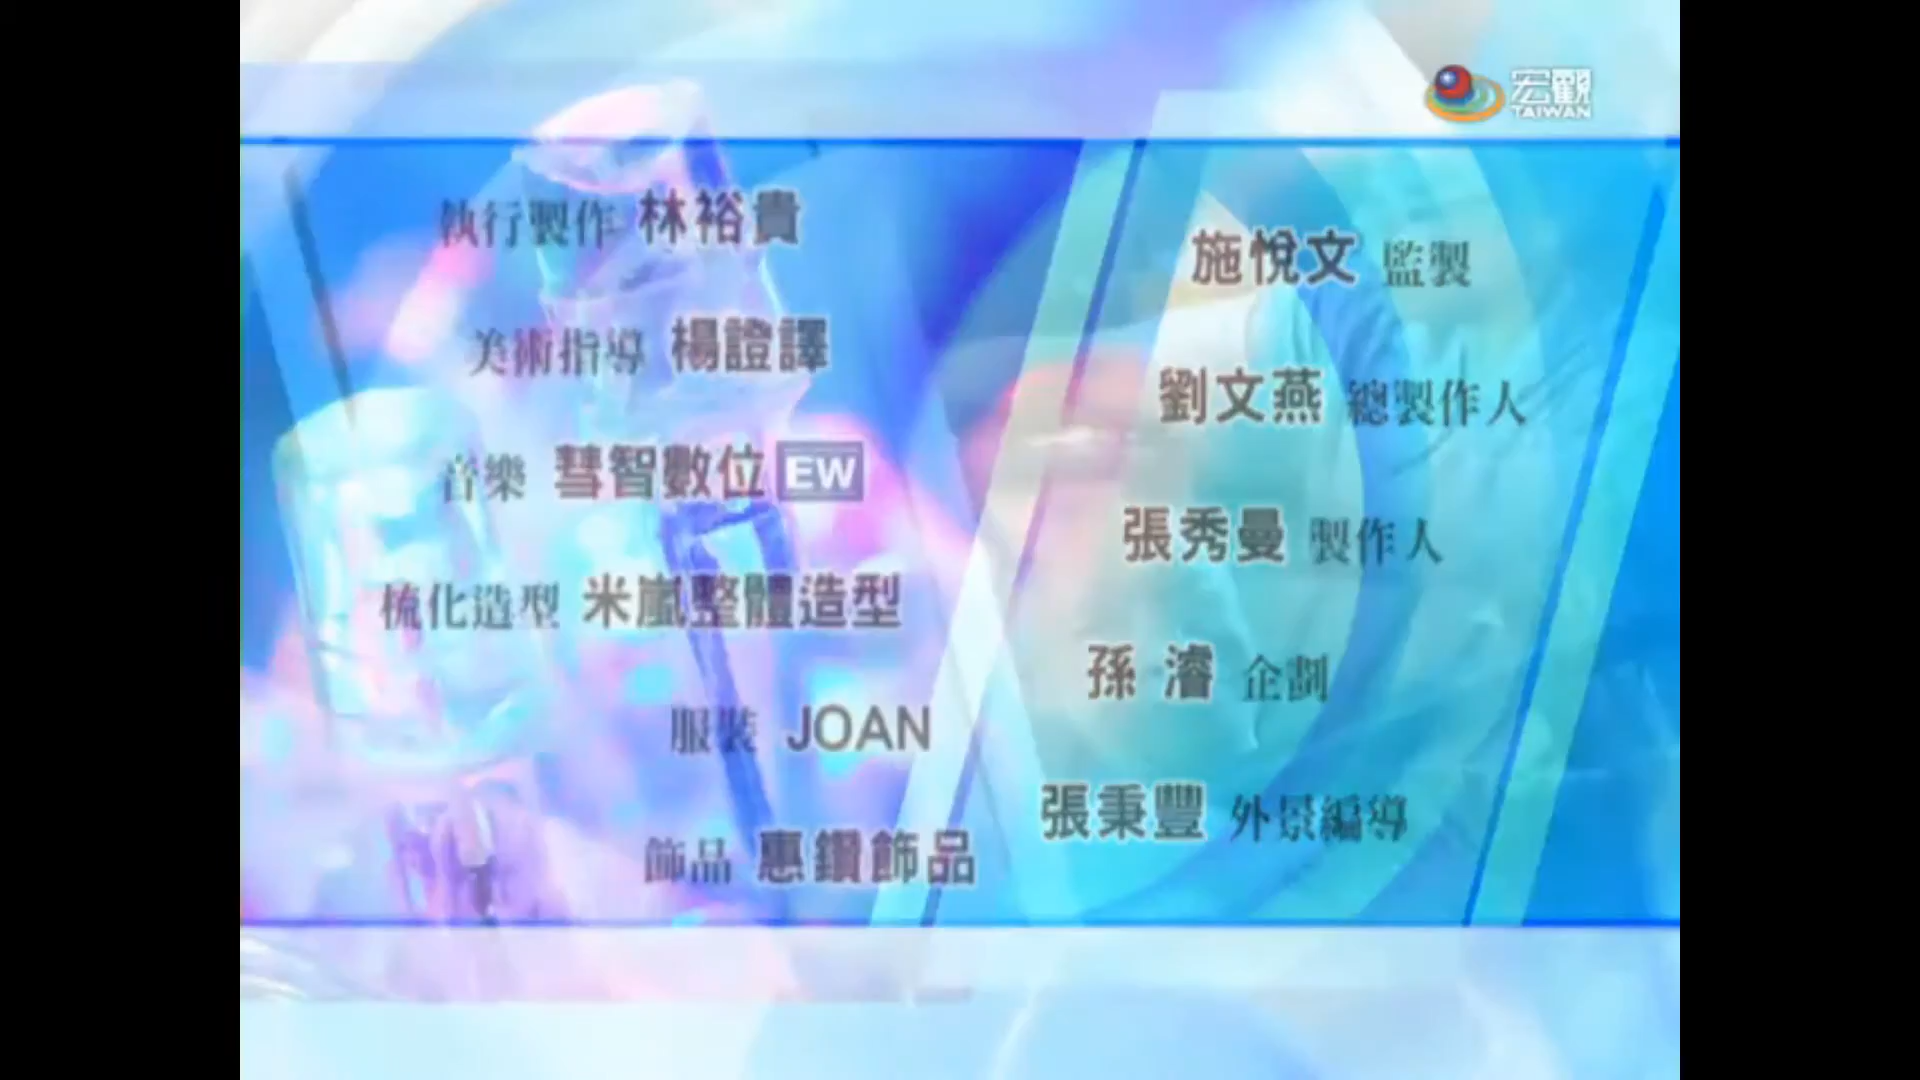 宏觀
TAIWAN
執行製作 林裕貴
美術指導 楊證譯
音樂 彗智數位 EW
梳化造型 米嵐整體造型
服裝 JOAN
飾品 惠鑽飾品
施悅文 監製
劉文燕 總製作人
張秀曼 製作人
孫 濬 企劃
張秉豐 外景編導